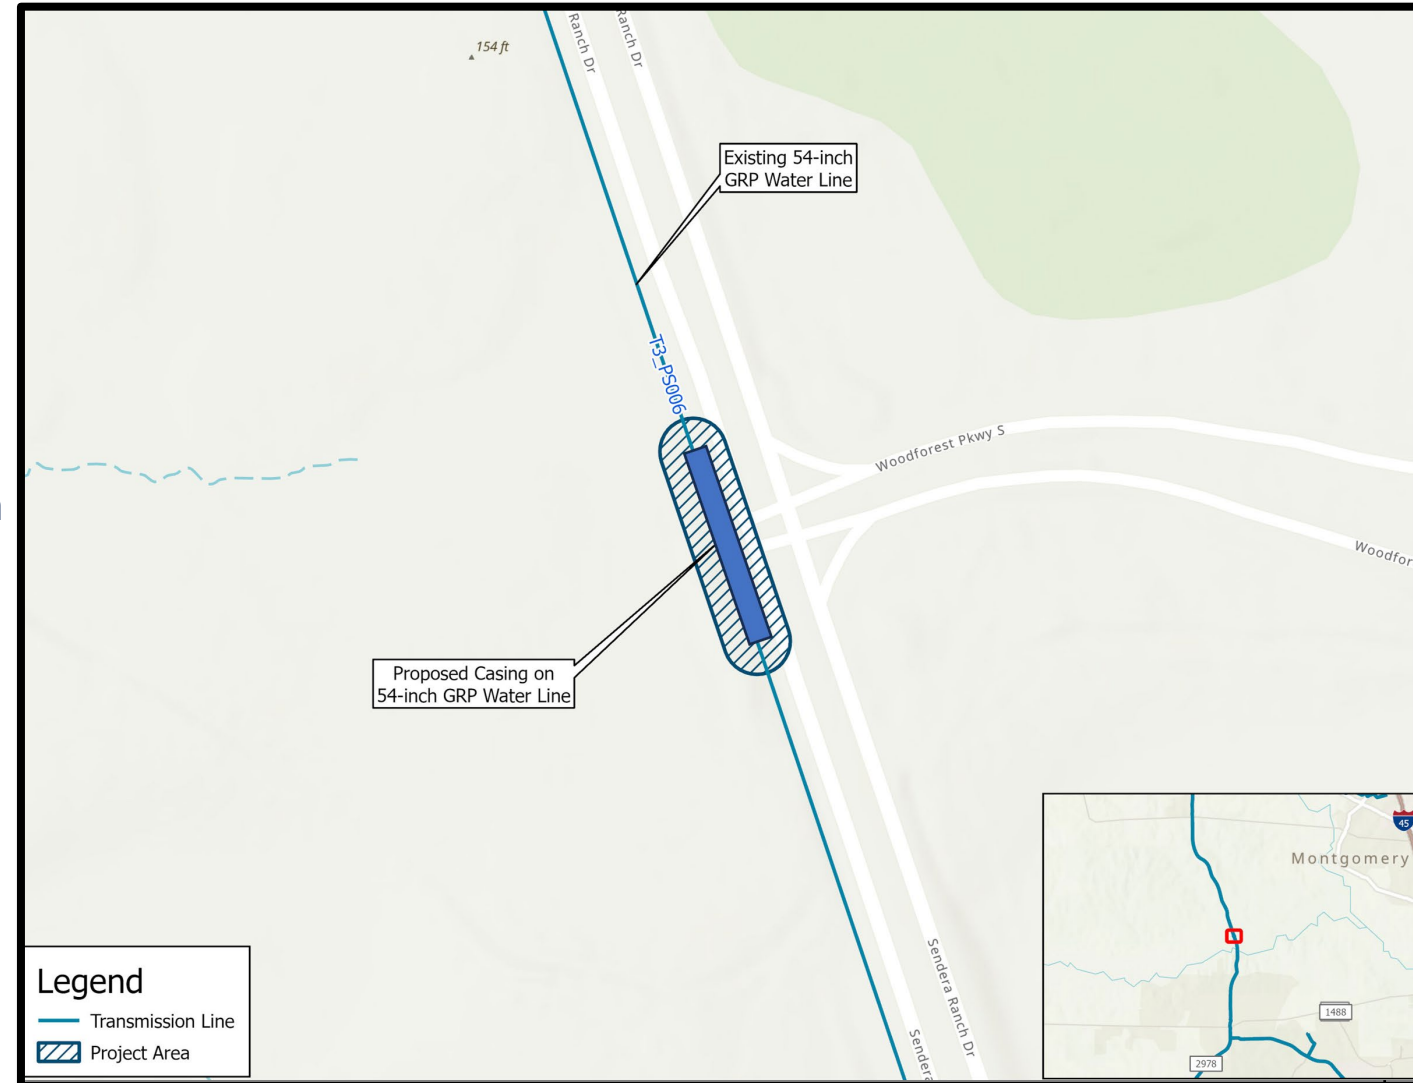 Ranch Dr
Ranch Dr
154 ft
Existing 54-inch
GRP Water Line
T3_PS006
Woodforest Pkwy S
Woodfor
Proposed Casing on
54-inch GRP Water Line
45
Montgomery
Sendera Ranch Dr
Sendera
Legend
Transmission Line
Project Area
1488
2978